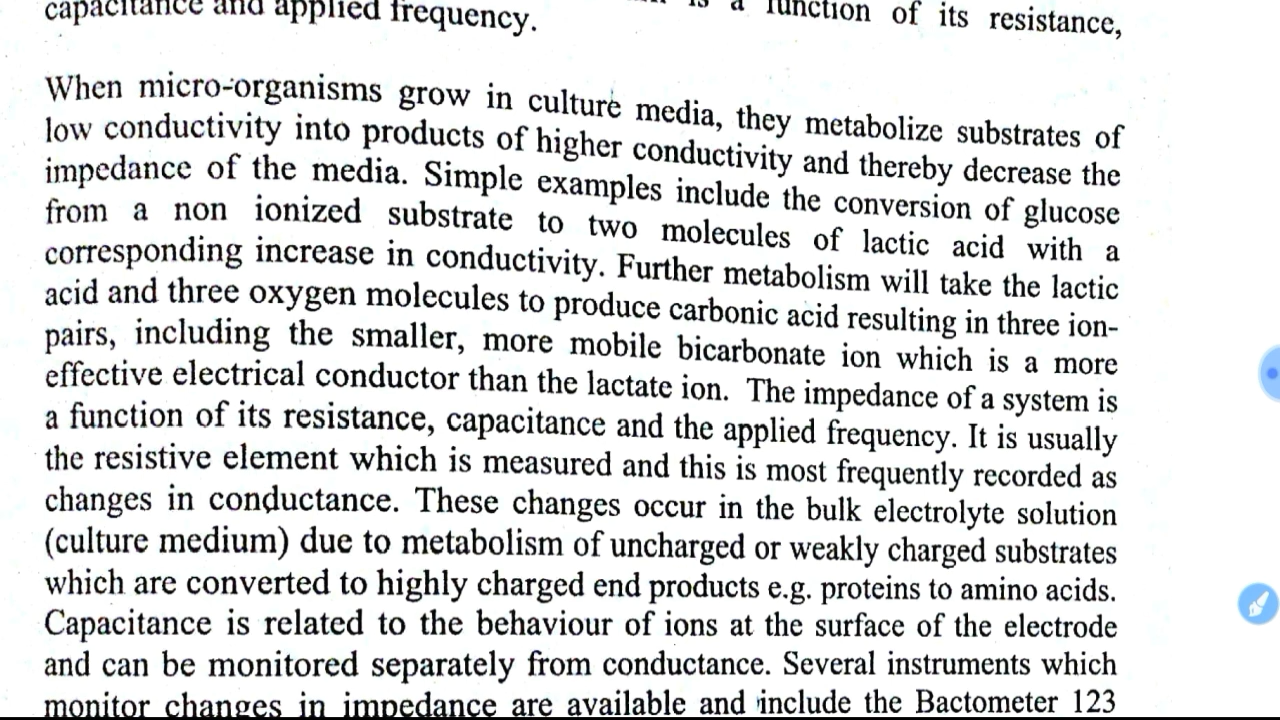 capacitance and applied frequency. is a function of its resistance,
When micro-organisms grow in culture media, they metabolize substrates of
low conductivity into products of higher conductivity and thereby decrease the
impedance of the media. Simple examples include the conversion of glucose
from a non ionized substrate to two molecules of lactic acid with a
corresponding increase in conductivity. Further metabolism will take the lactic
acid and three oxygen molecules to produce carbonic acid resulting in three ion-
pairs, including the smaller, more mobile bicarbonate ion which is a more
effective electrical conductor than the lactate ion. The impedance of a system is
a function of its resistance, capacitance and the applied frequency. It is usually
the resistive element which is measured and this is most frequently recorded as
changes in conductance. These changes occur in the bulk electrolyte solution
(culture medium) due to metabolism of uncharged or weakly charged substrates
which are converted to highly charged end products e.g. proteins to amino acids.
Capacitance is related to the behaviour of ions at the surface of the electrode
and can be monitored separately from conductance. Several instruments which
monitor changes in impedance are available and include the Bactometer 123